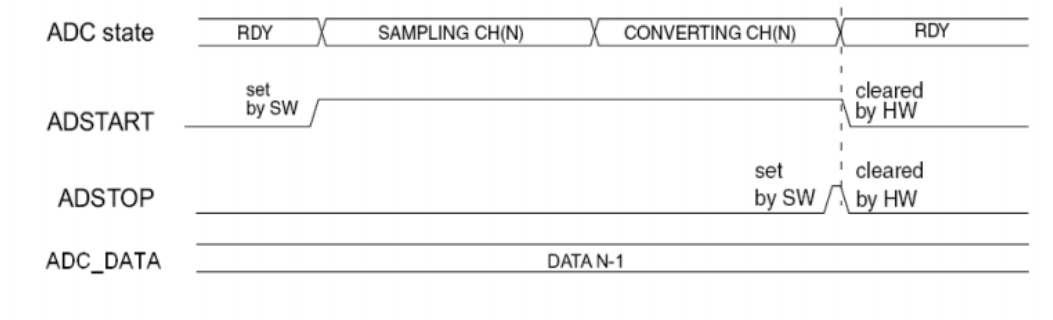 ADC state RDY SAMPLING CH(N) CONVERTING CH(N) RDY
set cleared
by SW by HW
ADSTART
set cleared
ADSTOP by SW by HW
ADC_DATA DATA N-1